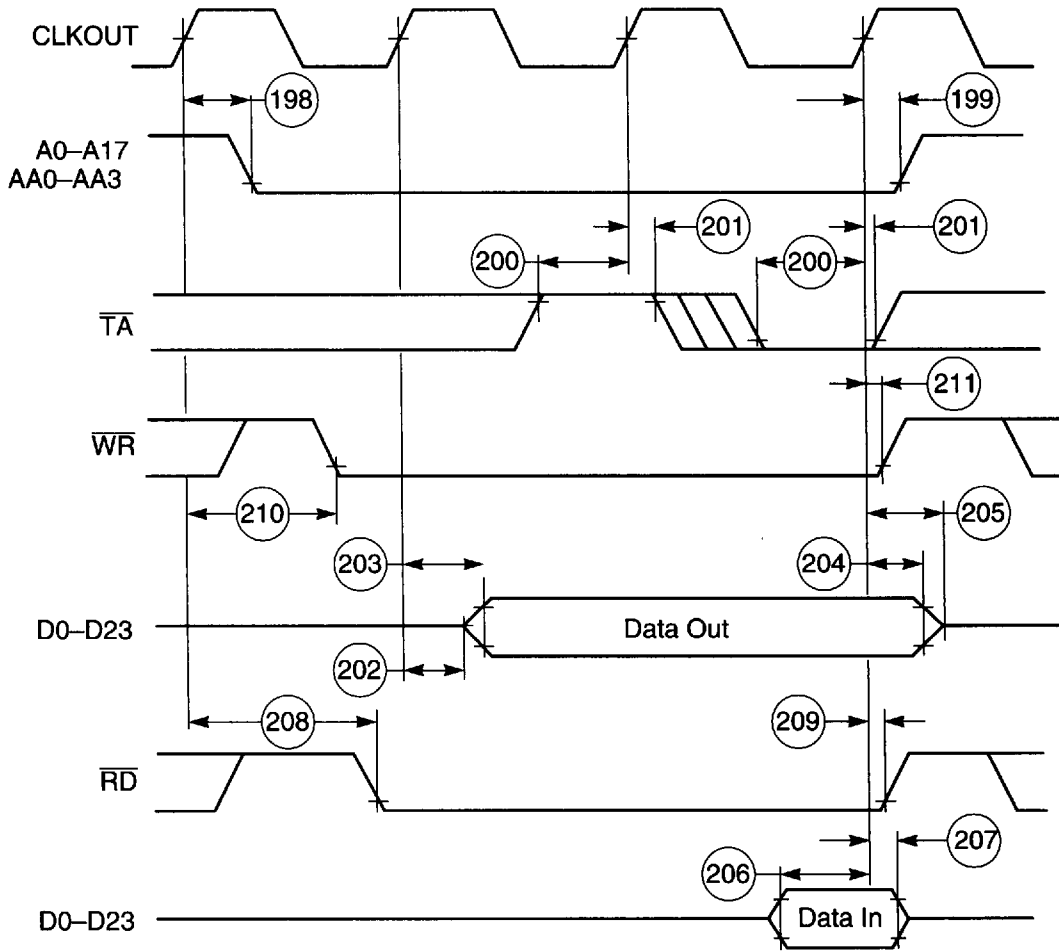 CLKOUT
198
199
A0–A17
AA0–AA3
201
201
200
200
TA
211
WR
210
205
203
204
D0–D23
Data Out
202
208
209
RD
207
206
D0–D23
Data In